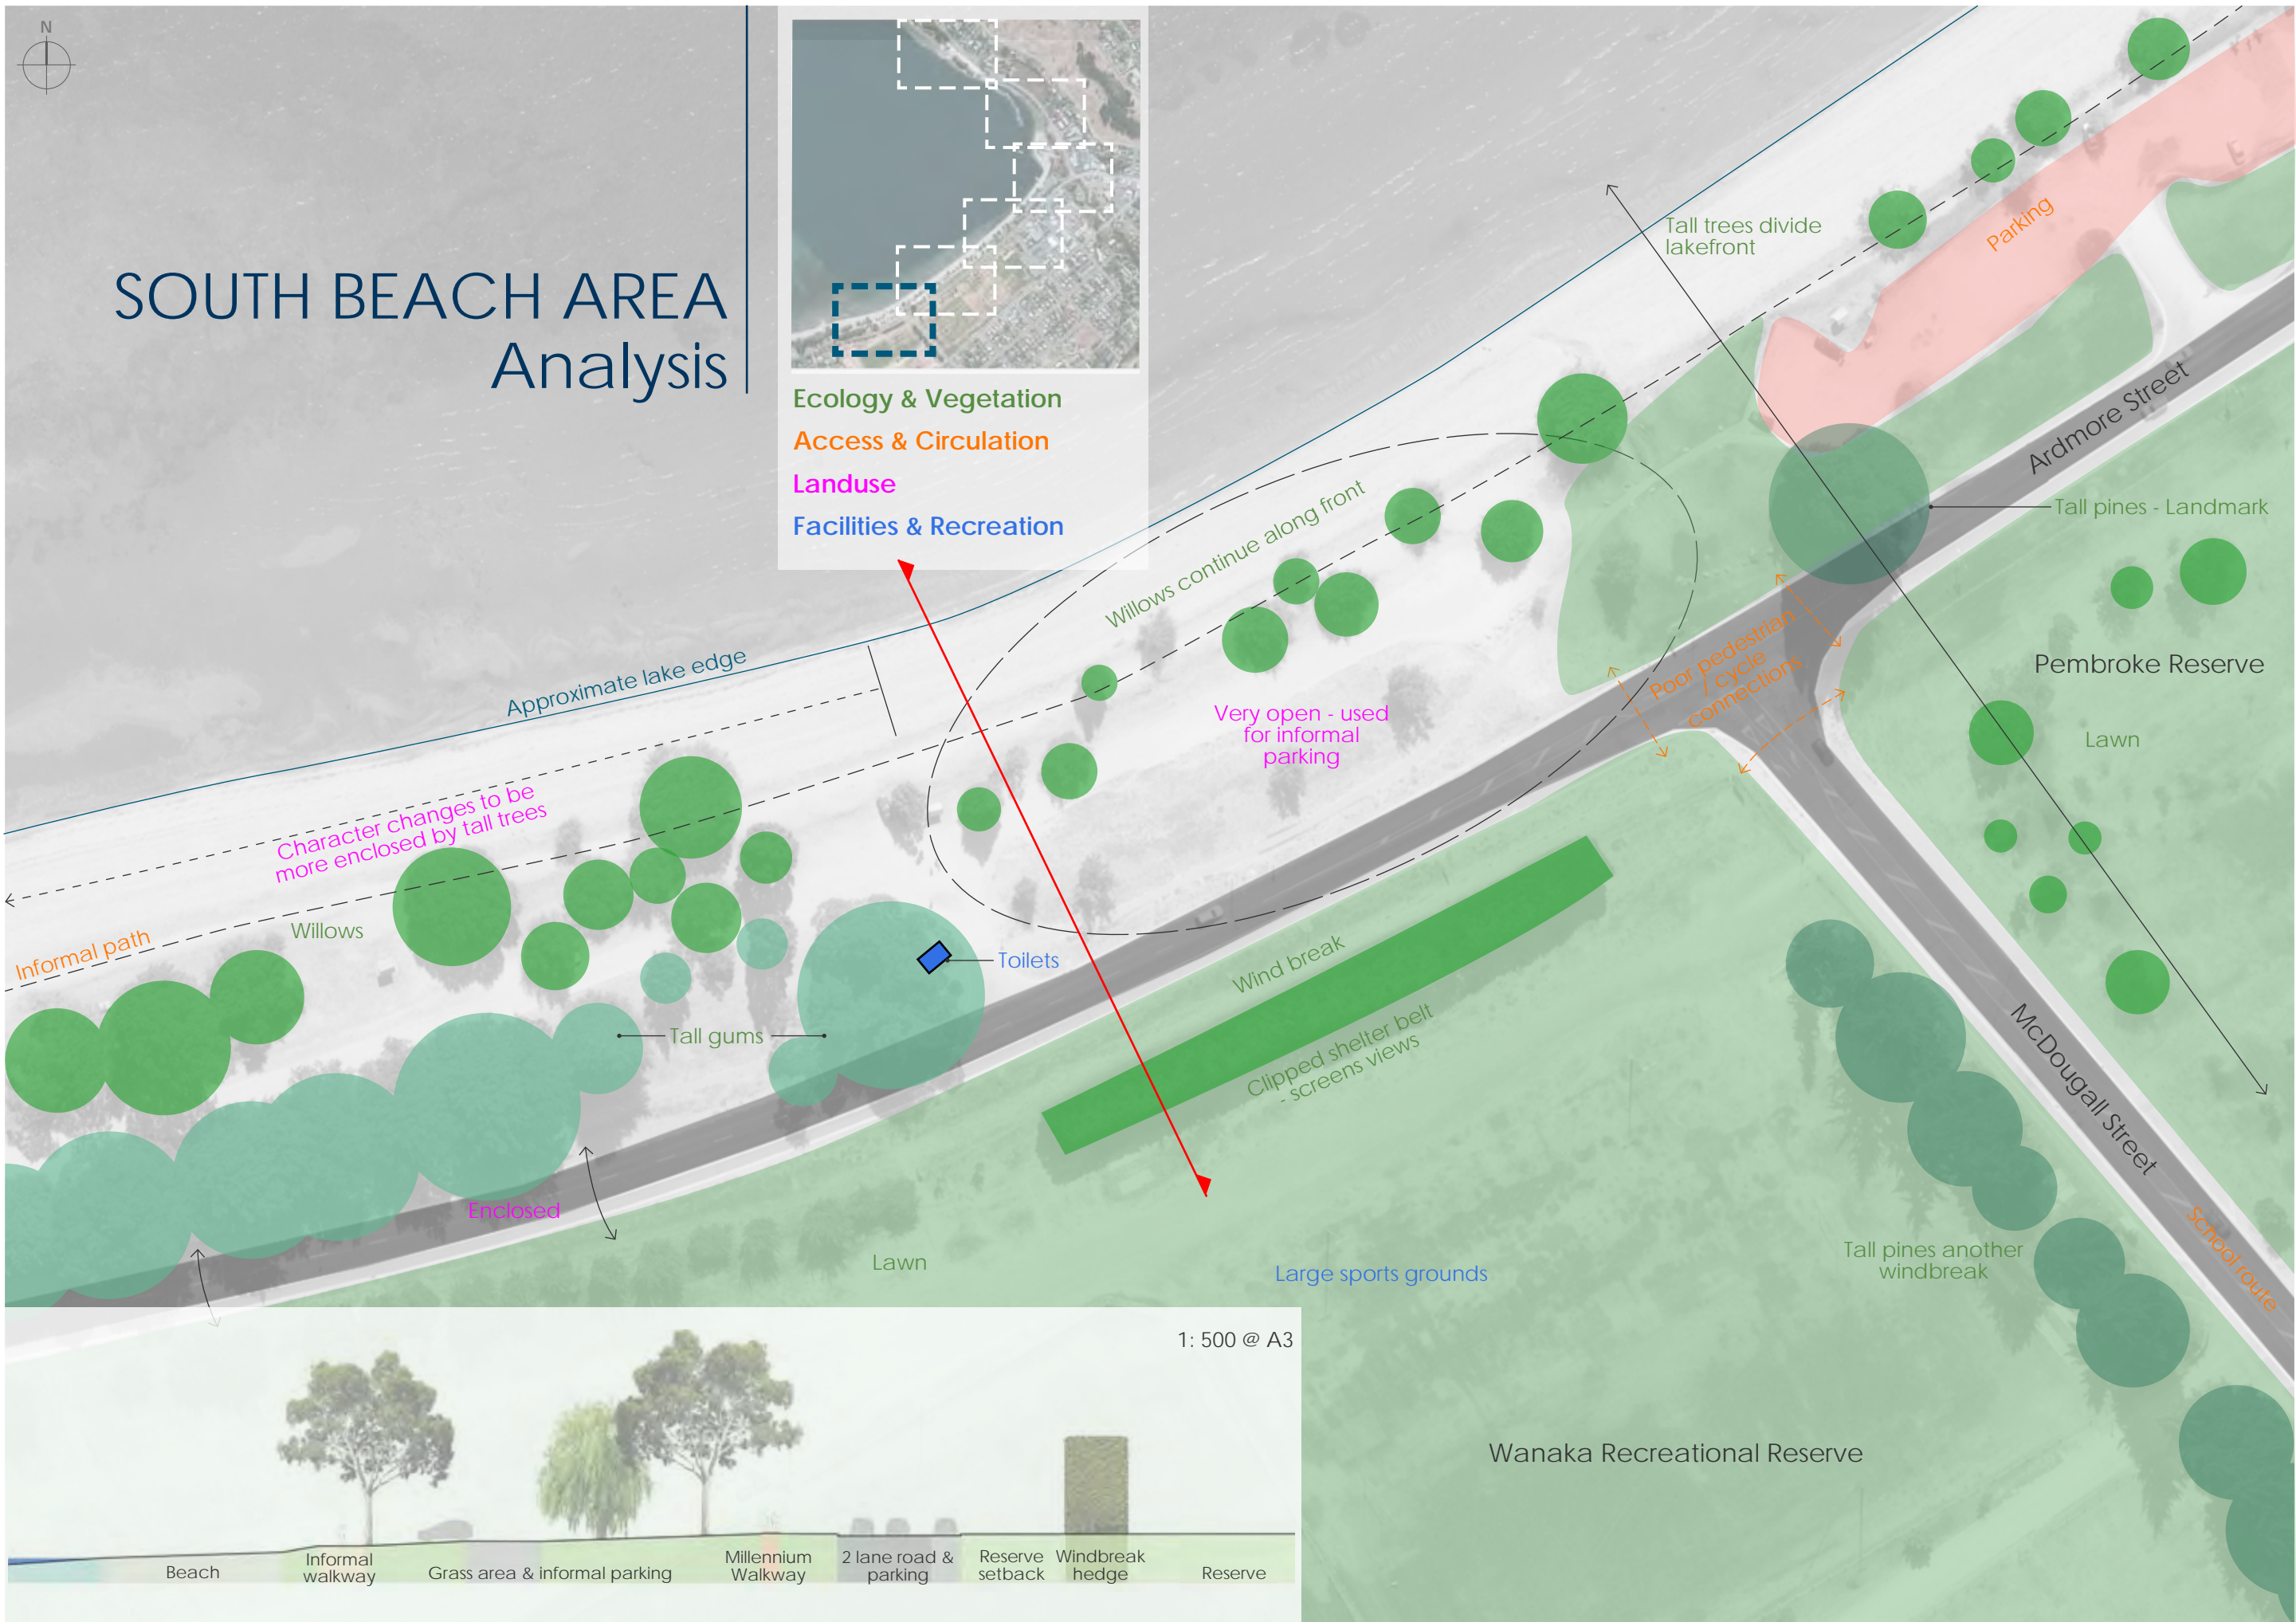 N
SOUTH BEACH AREA
Analysis
Ecology & Vegetation
Access & Circulation
Landuse
Facilities & Recreation
Tall trees divide
lakefront
Parking
Ardmore Street
Tall pines - Landmark
Willows continue along front
Poor pedestrian
/ cycle
connections
Pembroke Reserve
Lawn
Approximate lake edge
Very open - used
for informal
parking
Character changes to be
more enclosed by tall trees
Willows
Informal path
Toilets
Wind break
Tall gums
Clipped shelter belt
- screens views
McDougall Street
Enclosed
Lawn
Large sports grounds
Tall pines another
windbreak
School route
1: 500 @ A3
Wanaka Recreational Reserve
Beach
Informal
walkway
Grass area & informal parking
Millennium
Walkway
2 lane road &
parking
Reserve
setback
Windbreak
hedge
Reserve